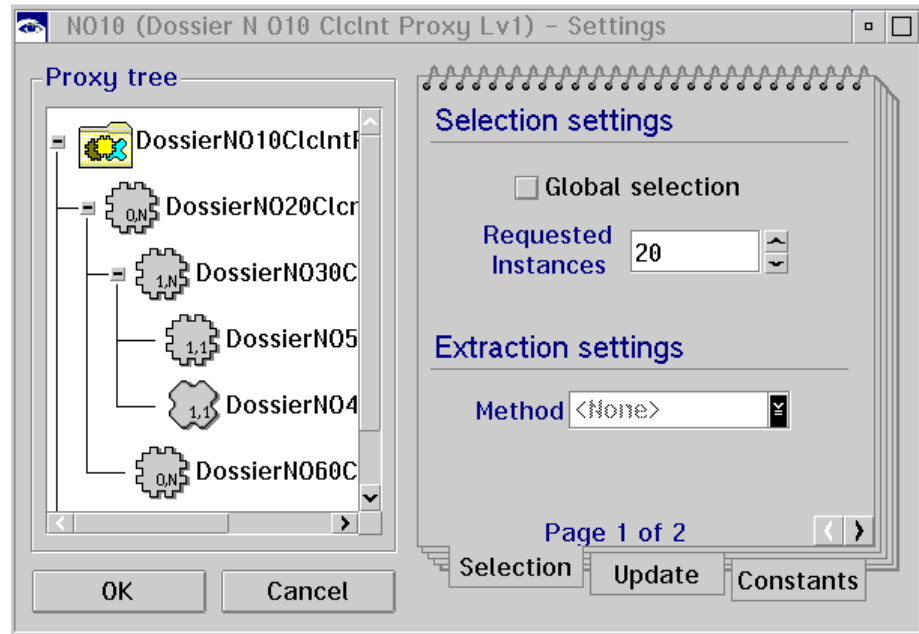 NO10 (Dossier N O10 ClcInt Proxy Lv1) - Settings
Proxy tree
DossierNO10ClcIntP
0,N DossierNO20Clcr
1,N DossierNO30C
1,1 DossierNO5
1,1 DossierNO4
0,N DossierNO60C
OK
Cancel
Selection settings
Global selection
Requested
Instances
20
Extraction settings
Method <None>
Page 1 of 2
Selection
Update
Constants